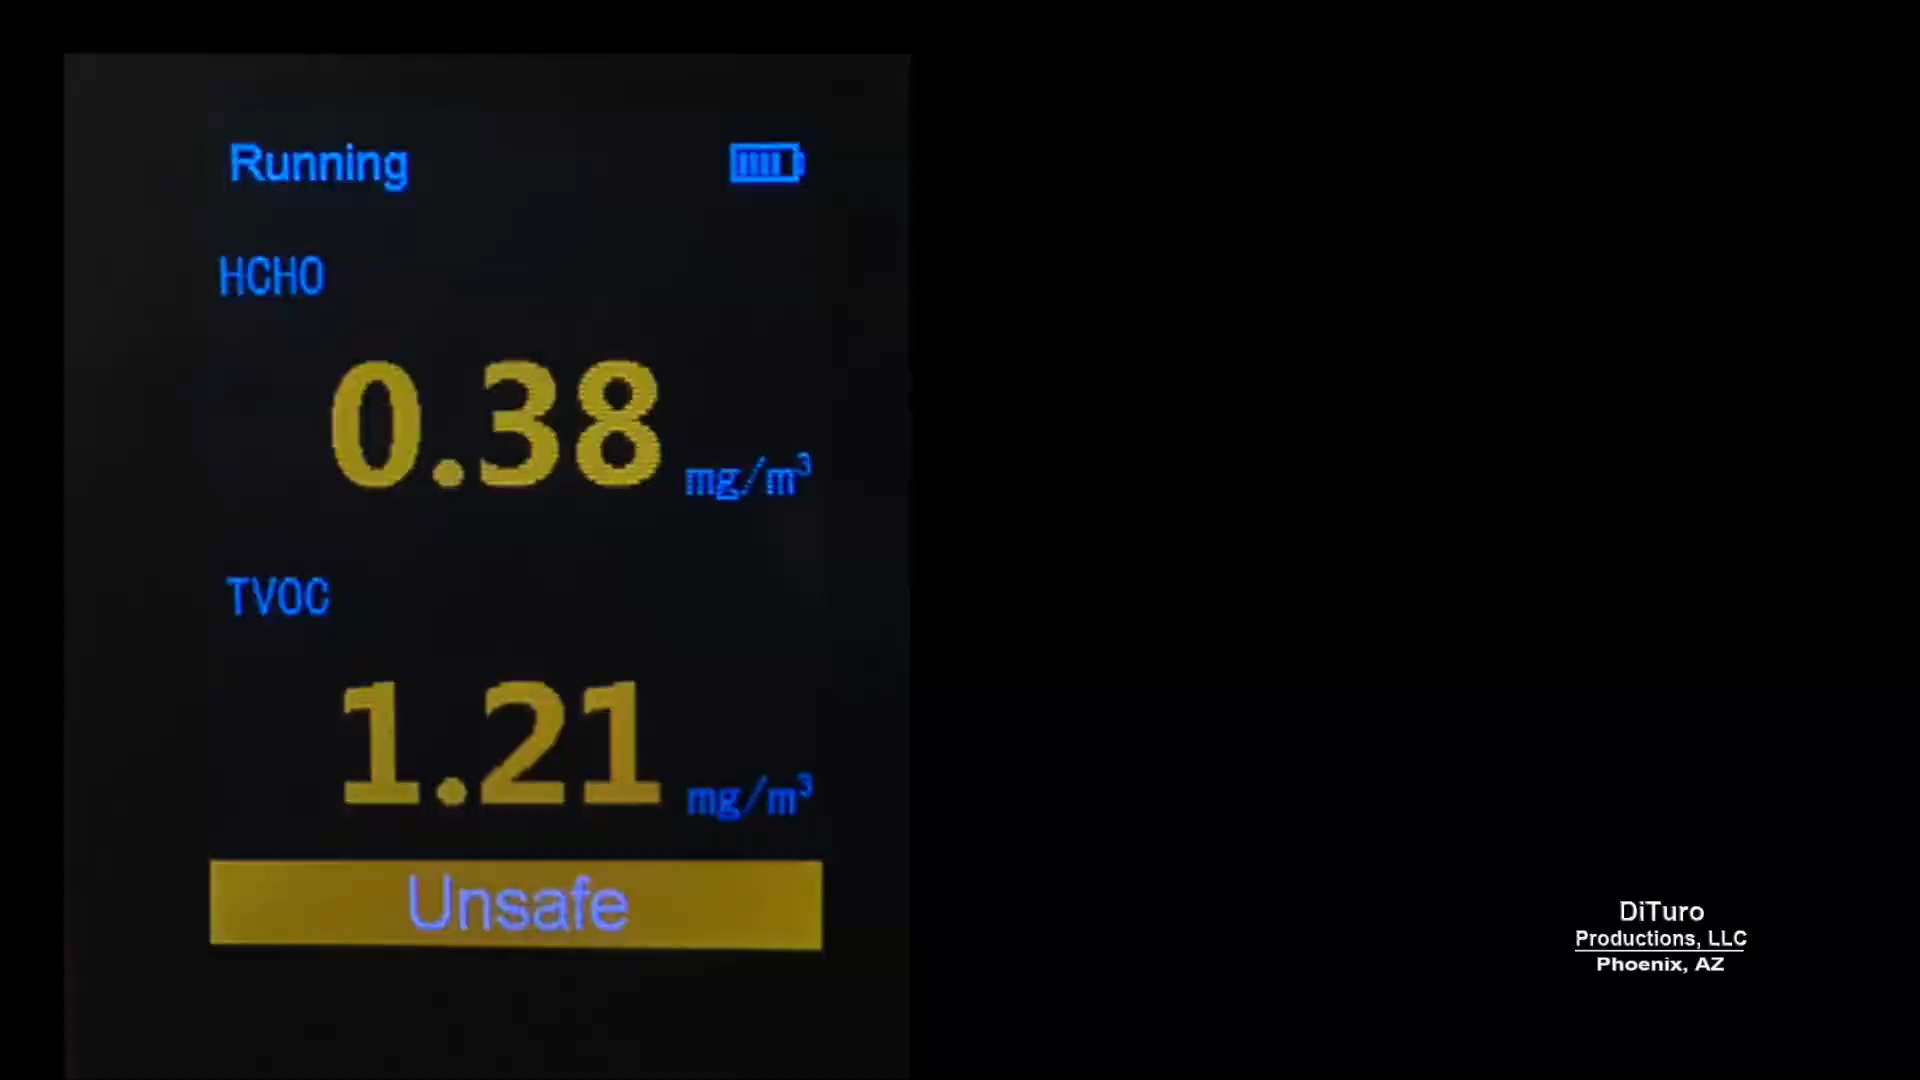 Running
HCHO
0.38 mg/m³
TVOC
1.21 mg/m³
Unsafe
DiTuro
Productions, LLC
Phoenix, AZ